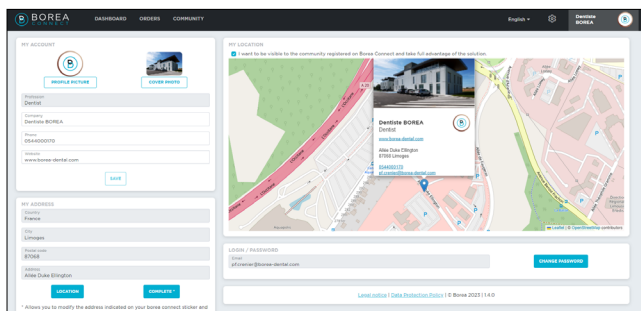 BOREA
CONNECT
DASHBOARD
ORDERS
COMMUNITY
English
Dentiste
BOREA
MY ACCOUNT
PROFILE PICTURE
COVER PHOTO
Profession
Dentist
Company
Dentiste BOREA
Phone
0544000170
Website
www.borea-dental.com
SAVE
MY ADDRESS
Country
France
City
Limoges
Postal code
87068
Address
Allée Duke Ellington
LOCATION
COMPLETE *
* Allows you to modify the address indicated on your borea connect sticker and
MY LOCATION
I want to be visible to the community registered on Borea Connect and take full advantage of the solution.
A 20
L'Occitane
Dentiste BOREA
Dentist
www.borea-dental.com
Allée Duke Ellington
87068 Limoges
0544000170
pf.crenier@borea-dental.com
Leaflet | © OpenStreetMap contributors
LOGIN / PASSWORD
Email
pf.crenier@borea-dental.com
CHANGE PASSWORD
Legal notice | Data Protection Policy | © Borea 2023 | 1.4.0